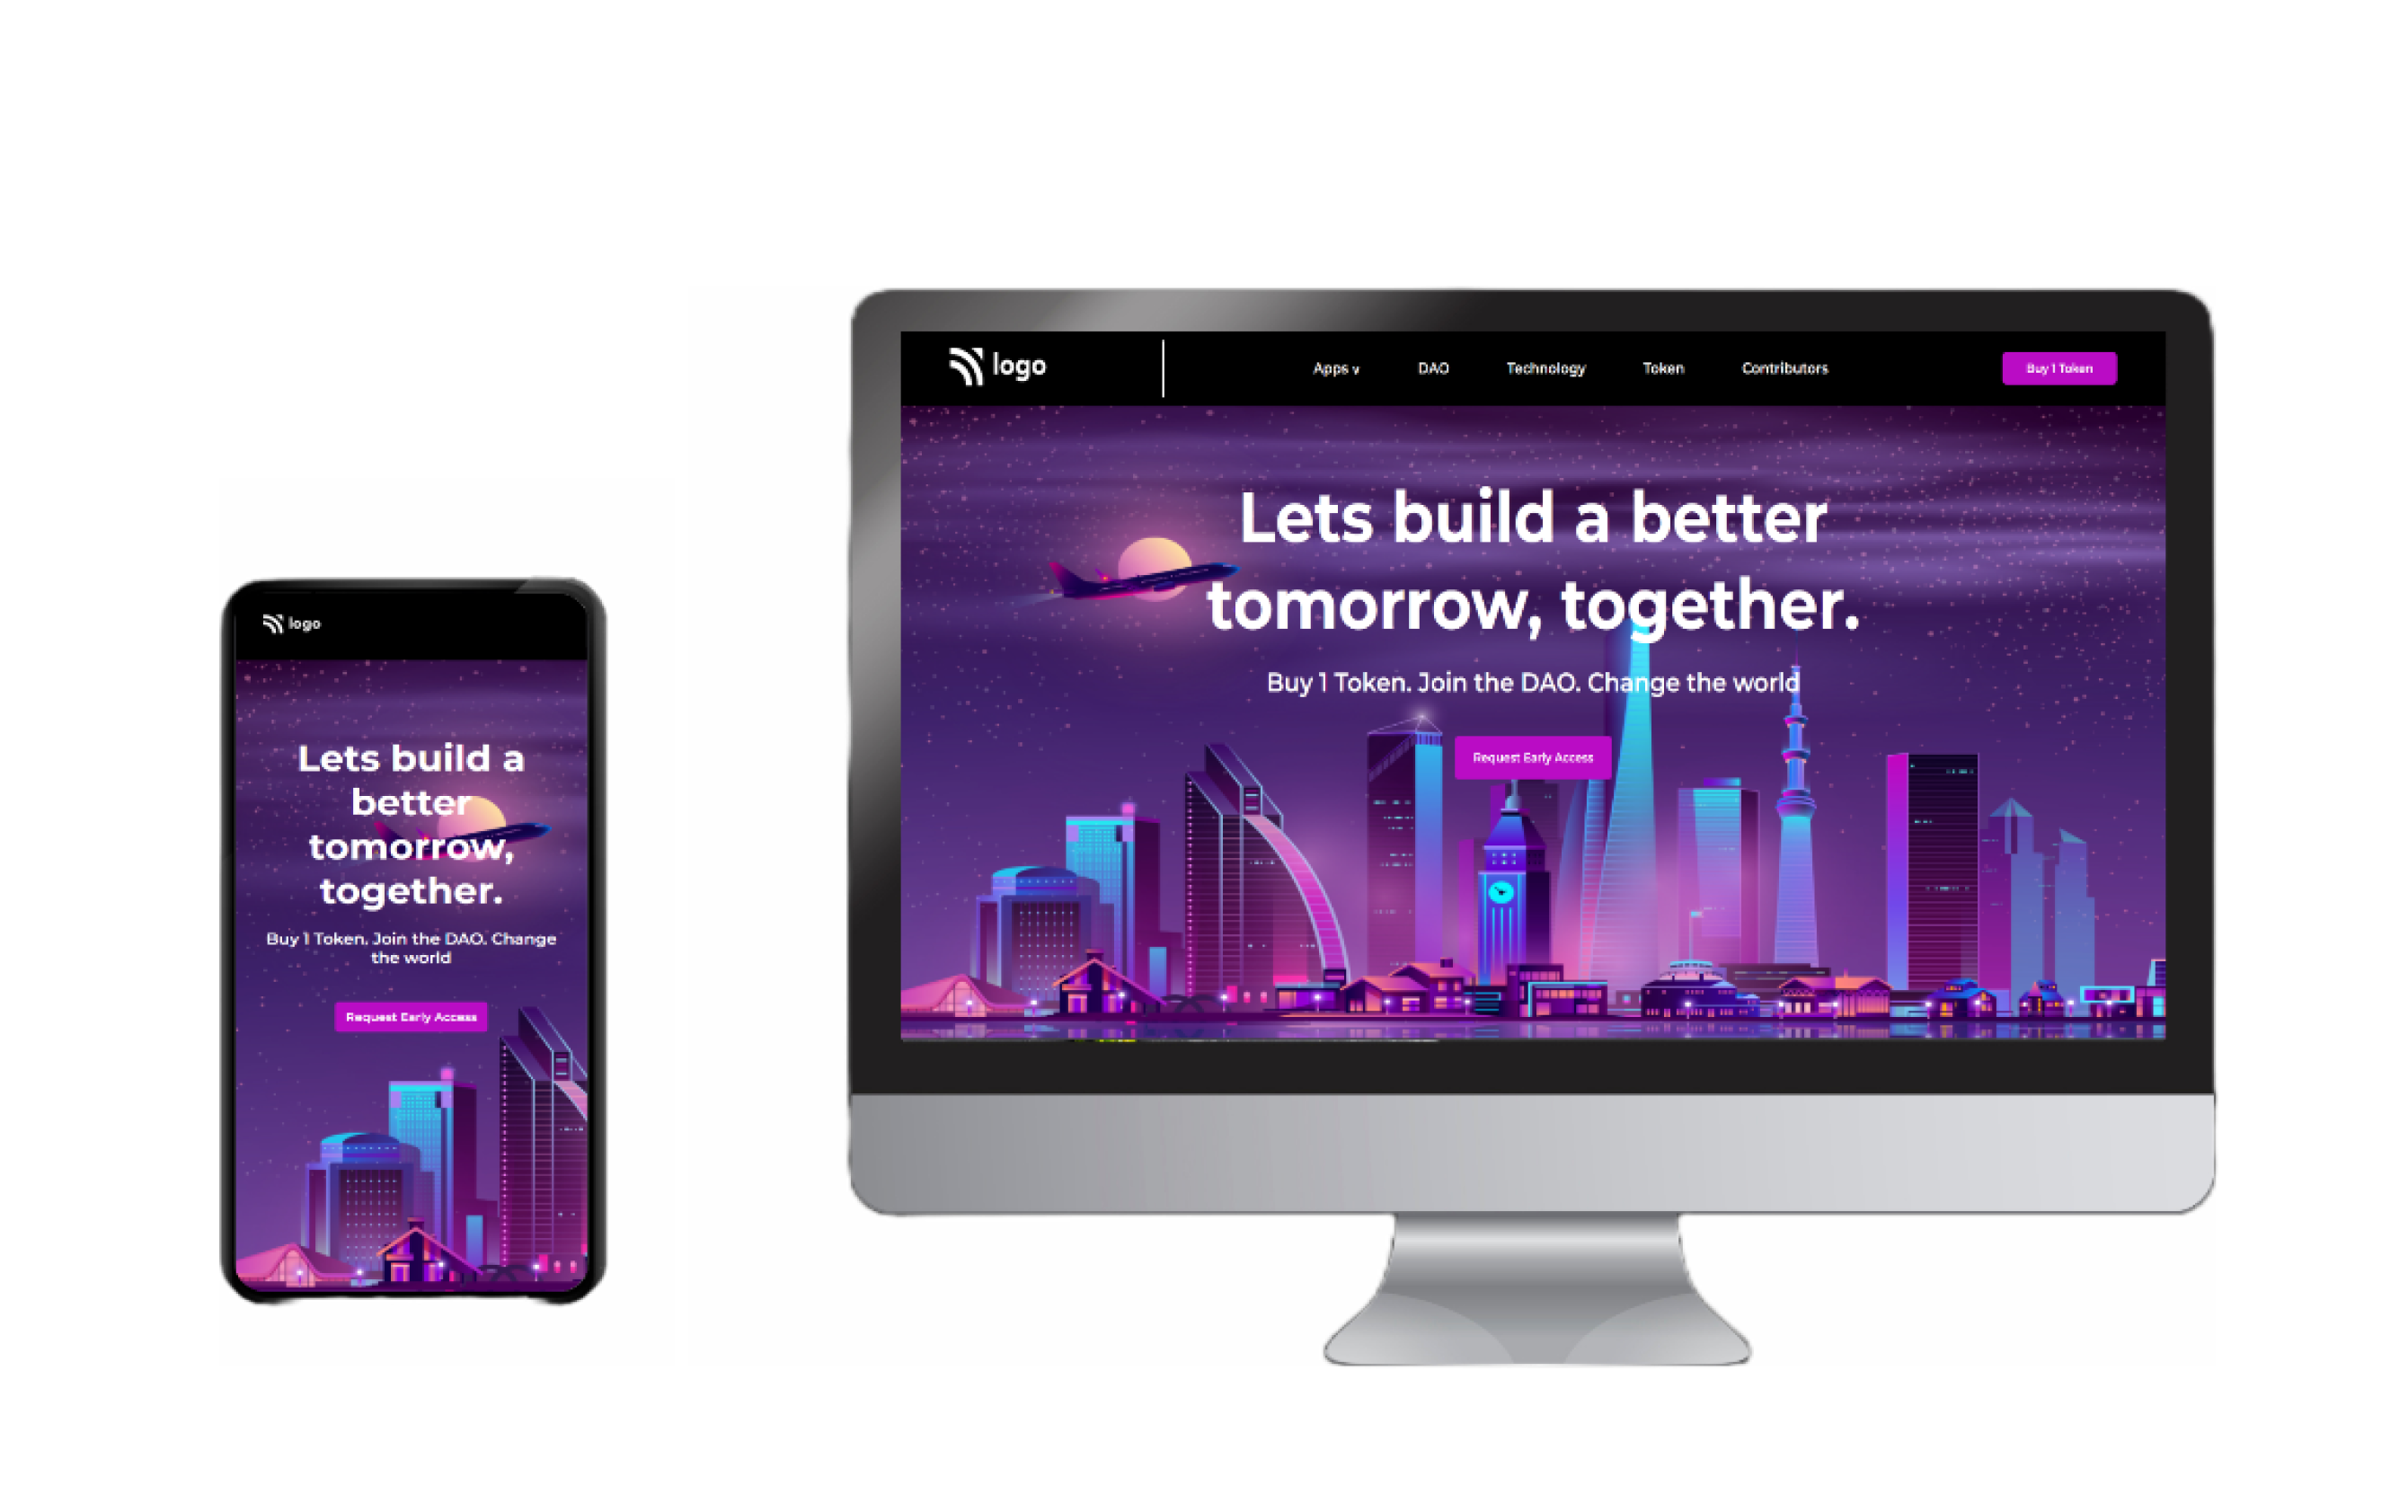 logo
Lets build a
better
tomorrow,
together.
Buy 1 Token. Join the DAO. Change
the world
Request Early Access
logo
Apps v DAO Technology Token Contributors
Buy 1 Token
Lets build a better
tomorrow, together.
Buy 1 Token. Join the DAO. Change the world
Request Early Access